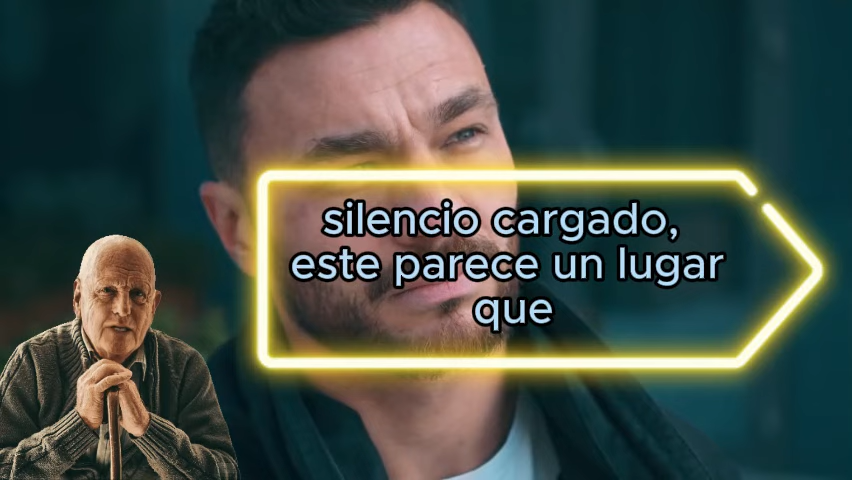 silencio cargado,
este parece un lugar
que